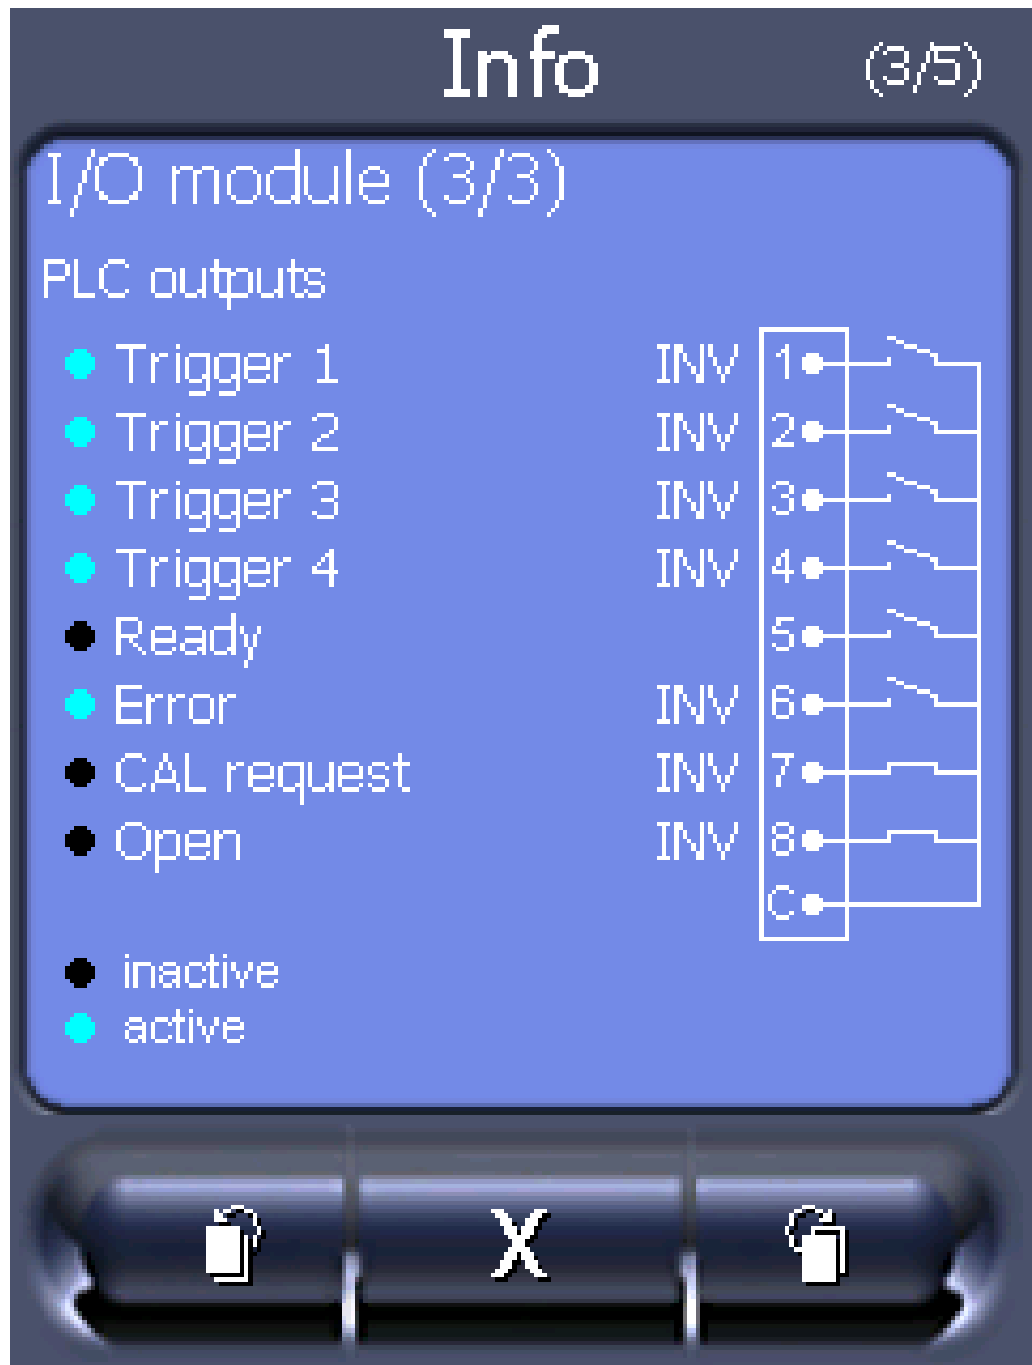 Info (3/5)
I/O module (3/3)
PLC outputs
Trigger 1 INV 1
Trigger 2 INV 2
Trigger 3 INV 3
Trigger 4 INV 4
Ready 5
Error INV 6
CAL request INV 7
Open INV 8
C
inactive
active
X